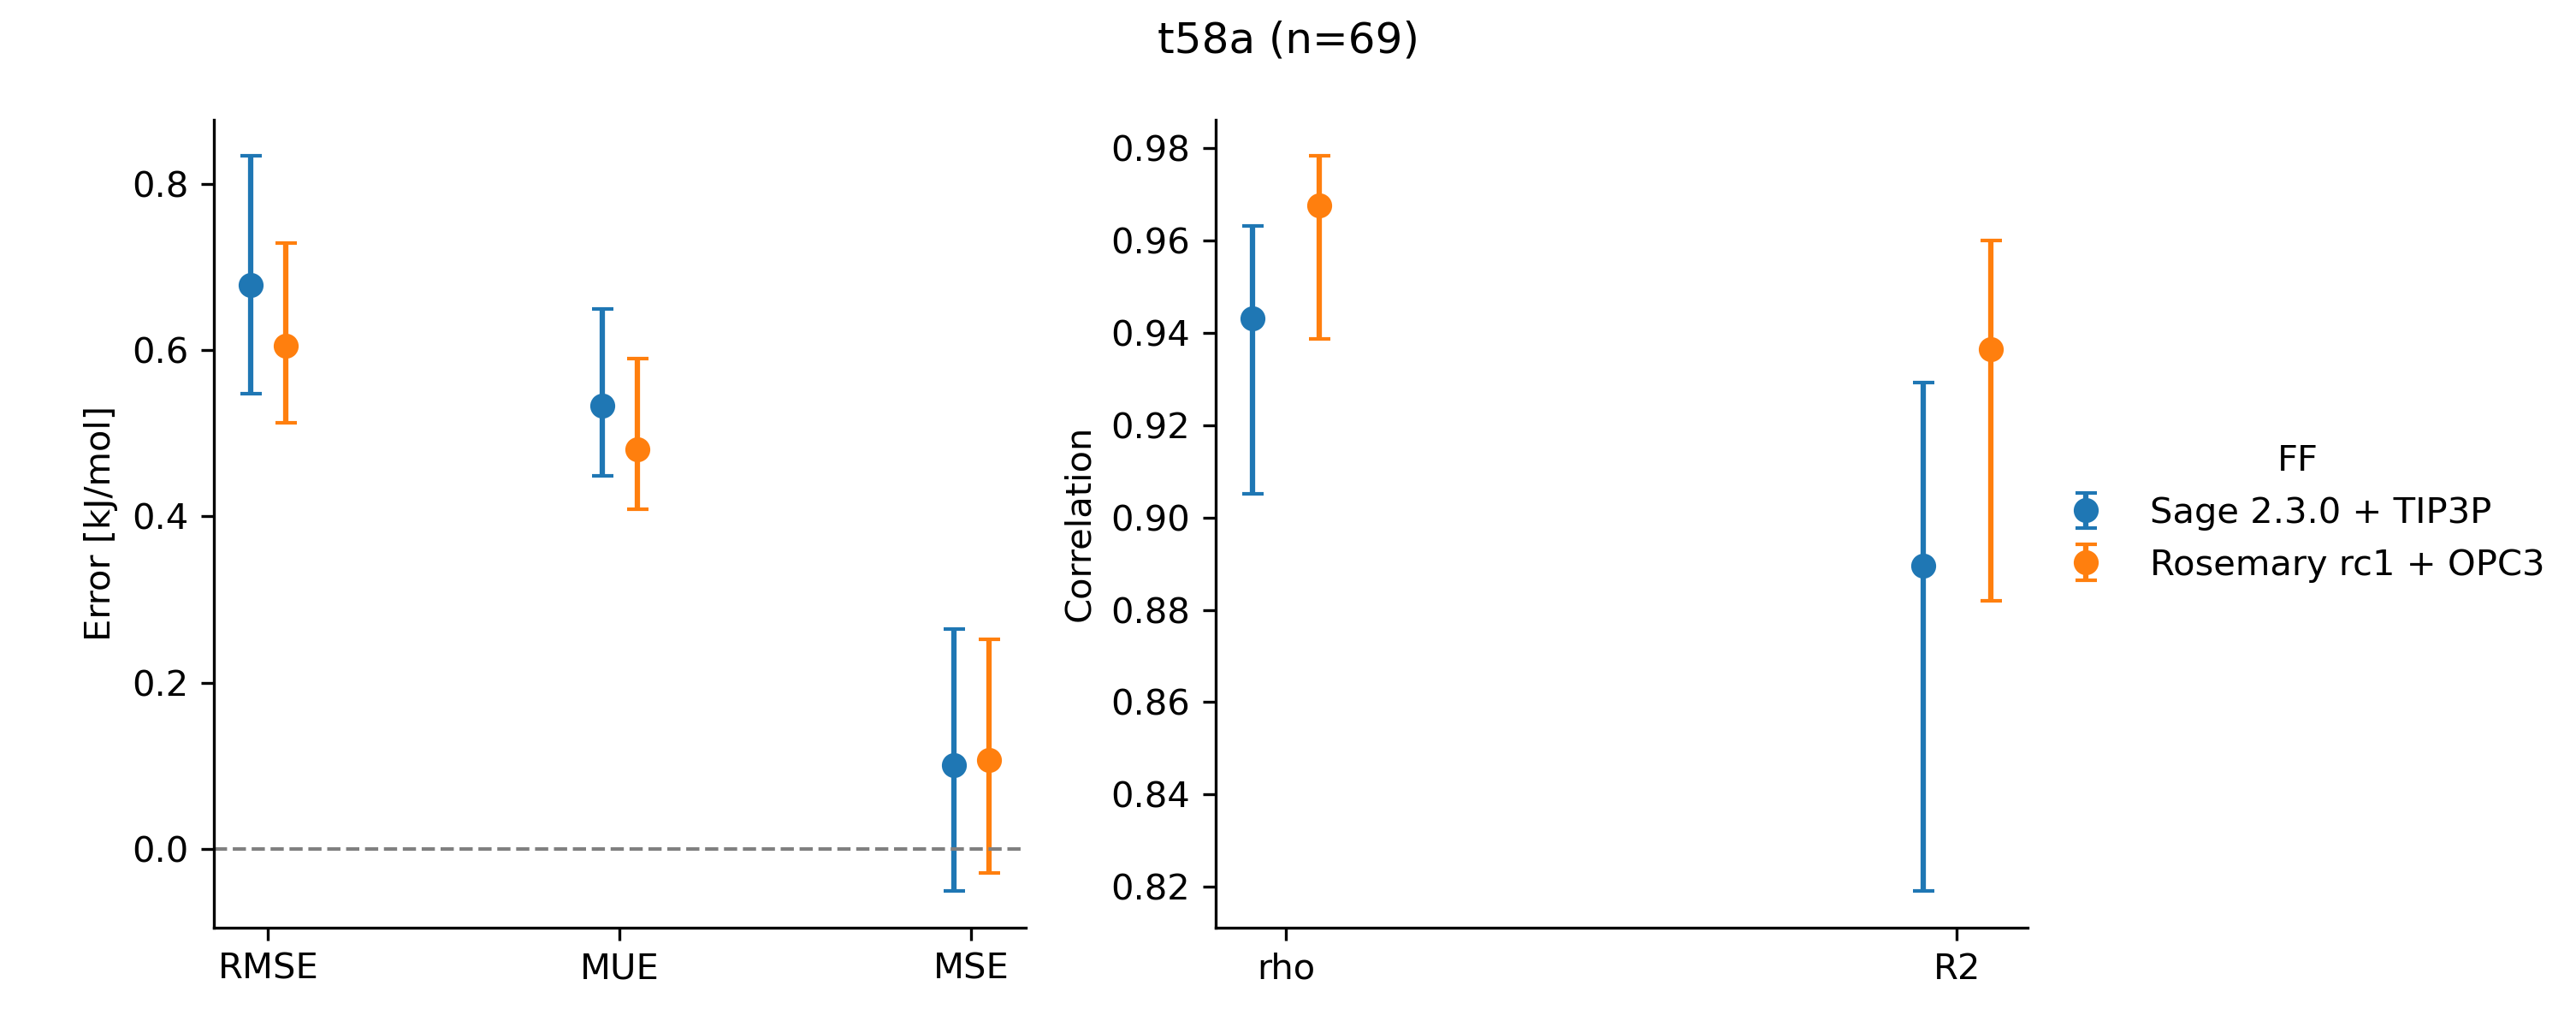 t58a (n=69)
Error [kJ/mol]
0.8
0.6
0.4
0.2
0.0
RMSE
MUE
MSE
Correlation
0.98
0.96
0.94
0.92
0.90
0.88
0.86
0.84
0.82
rho
R2
FF
Sage 2.3.0 + TIP3P
Rosemary rc1 + OPC3